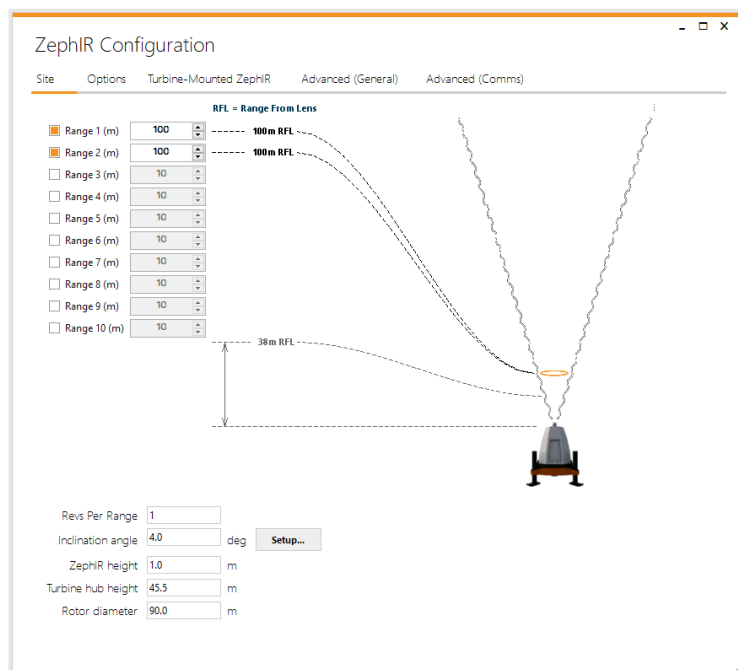 ZephIR Configuration
Site Options Turbine-Mounted ZephIR Advanced (General) Advanced (Comms)
RFL = Range From Lens
Range 1 (m) 100 100m RFL
Range 2 (m) 100 100m RFL
Range 3 (m) 10
Range 4 (m) 10
Range 5 (m) 10
Range 6 (m) 10
Range 7 (m) 10
Range 8 (m) 10
Range 9 (m) 10
Range 10 (m) 10
38m RFL
Revs Per Range 1
Inclination angle 4.0 deg Setup...
ZephIR height 1.0 m
Turbine hub height 45.5 m
Rotor diameter 90.0 m